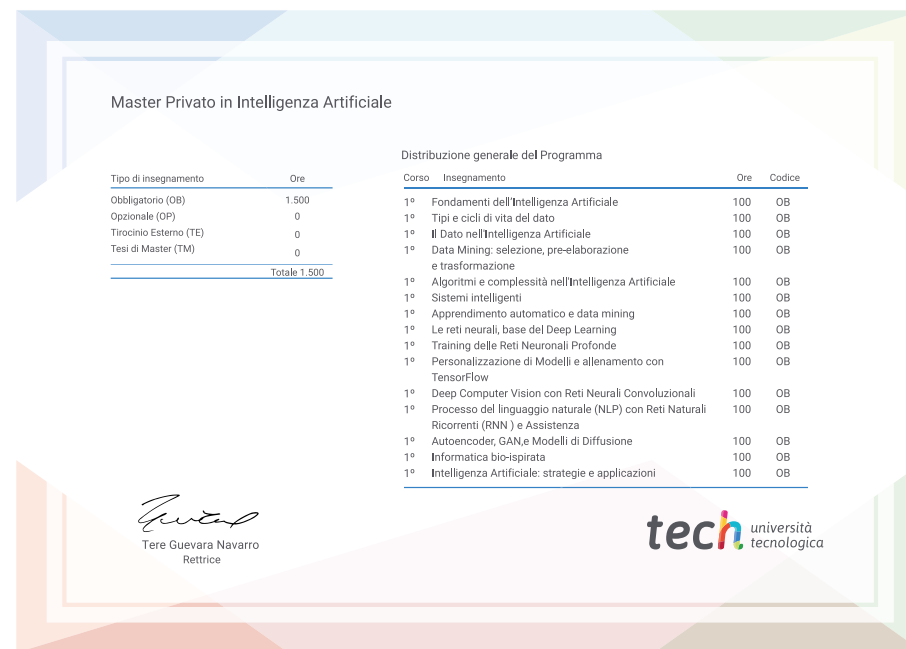 Master Privato in Intelligenza Artificiale
Tipo di insegnamento Ore
Obbligatorio (OB) 1.500
Opzionale (OP) 0
Tirocinio Esterno (TE) 0
Tesi di Master (TM) 0
Totale 1.500
Distribuzione generale del Programma
Corso Insegnamento Ore Codice
1º Fondamenti dell'Intelligenza Artificiale 100 OB
1º Tipi e cicli di vita del dato 100 OB
1º Il Dato nell'Intelligenza Artificiale 100 OB
1º Data Mining: selezione, pre-elaborazione 100 OB
e trasformazione
1º Algoritmi e complessità nell'Intelligenza Artificiale 100 OB
1º Sistemi intelligenti 100 OB
1º Apprendimento automatico e data mining 100 OB
1º Le reti neurali, base del Deep Learning 100 OB
1º Training delle Reti Neuronali Profonde 100 OB
1º Personalizzazione di Modelli e allenamento con 100 OB
TensorFlow
1º Deep Computer Vision con Reti Neurali Convoluzionali 100 OB
1º Processo del linguaggio naturale (NLP) con Reti Naturali 100 OB
Ricorrenti (RNN ) e Assistenza
1º Autoencoder, GAN,e Modelli di Diffusione 100 OB
1º Informatica bio-ispirata 100 OB
1º Intelligenza Artificiale: strategie e applicazioni 100 OB
Tere Guevara Navarro
Rettrice
tech università
tecnologica